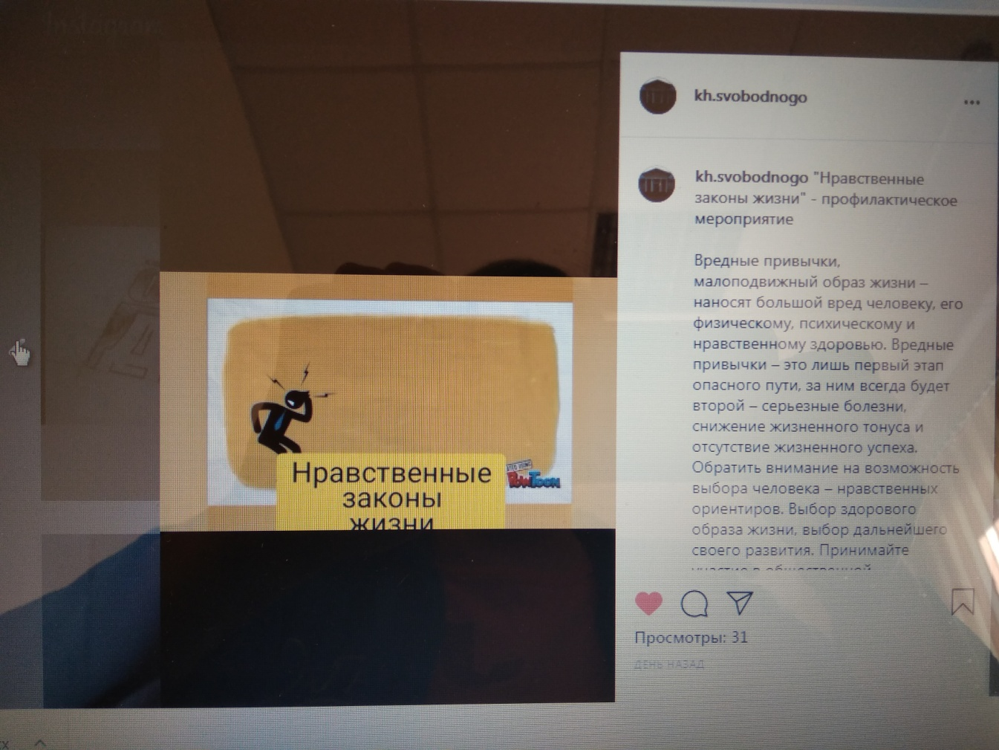 Instagram
kh.svobodnogo
kh.svobodnogo "Нравственные
законы жизни" - профилактическое
мероприятие
Вредные привычки,
малоподвижный образ жизни –
наносят большой вред человеку, его
физическому, психическому и
нравственному здоровью. Вредные
привычки – это лишь первый этап
опасного пути, за ним всегда будет
второй – серьезные болезни,
снижение жизненного тонуса и
отсутствие жизненного успеха.
Обратить внимание на возможность
выбора человека – нравственных
ориентиров. Выбор здорового
образа жизни, выбор дальнейшего
своего развития. Принимайте
участие в общественной
Нравственные
законы
жизни
POWTOON
Просмотры: 31
ДЕНЬ НАЗАД